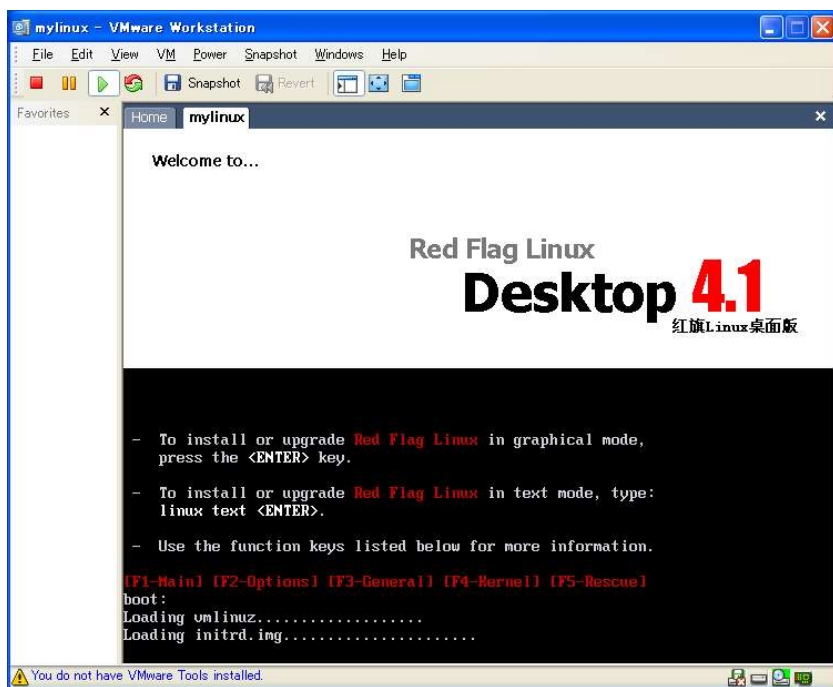 mylinux - VMware Workstation
File Edit View VM Power Snapshot Windows Help
Snapshot Revert
Favorites
Home mylinux
Welcome to...
Red Flag Linux
Desktop 4.1
红旗Linux桌面版
- To install or upgrade Red Flag Linux in graphical mode,
press the <ENTER> key.
- To install or upgrade Red Flag Linux in text mode, type:
linux text <ENTER>.
- Use the function keys listed below for more information.
[F1-Main] [F2-Options] [F3-General] [F4-Kernel] [F5-Rescue]
boot:
Loading vmlinuz...................
Loading initrd.img......................
You do not have VMware Tools installed.